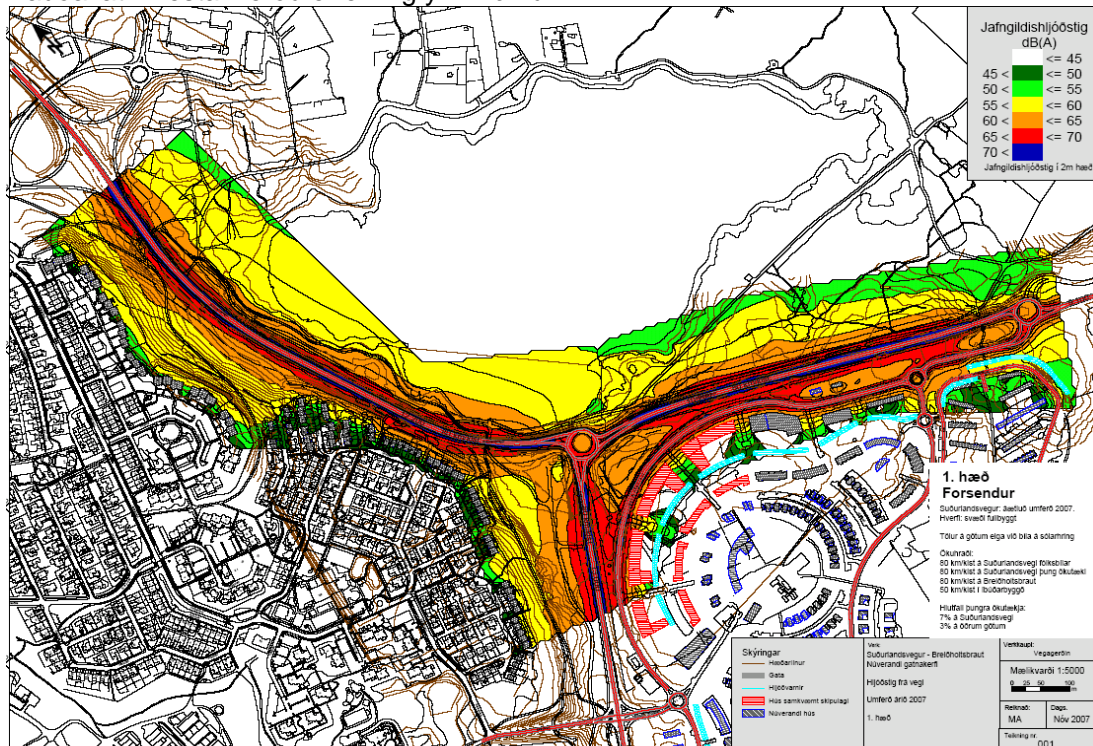 Jafngildishljóðstig
dB(A)
<= 45
45 < <= 50
50 < <= 55
55 < <= 60
60 < <= 65
65 < <= 70
70 <
Jafngildishljóðstig í 2m hæð
1. hæð
Forsendur
Suðurlandsvegur: áætluð umferð 2007.
Hverfi: svæði fullbyggt
Tölur á götum eiga við bíla á sólarhring
Ökuhraði:
80 km/klst á Suðurlandsvegi fólksbílar
80 km/klst á Suðurlandsvegi þung ökutæki
80 km/klst á Breiðholtsbraut
50 km/klst í íbúðarbyggð
Hlutfall þungra ökutækja:
7% á Suðurlandsvegi
3% á öðrum götum
Skýringar
Hæðarlínur
Gata
Hljóðvarnir
Hús samkvæmt skipulagi
Núverandi hús
Verk
Suðurlandsvegur - Breiðholtsbraut
Núverandi gatnakerfi
Hljóðstig frá vegi
Umferð árið 2007
1. hæð
Verkkaupi:
Vegagerðin
Mælikvarði 1:5000
0 25 50 100
m
Reiknað:
MA
Dags.
Nóv 2007
Teikning nr.
001